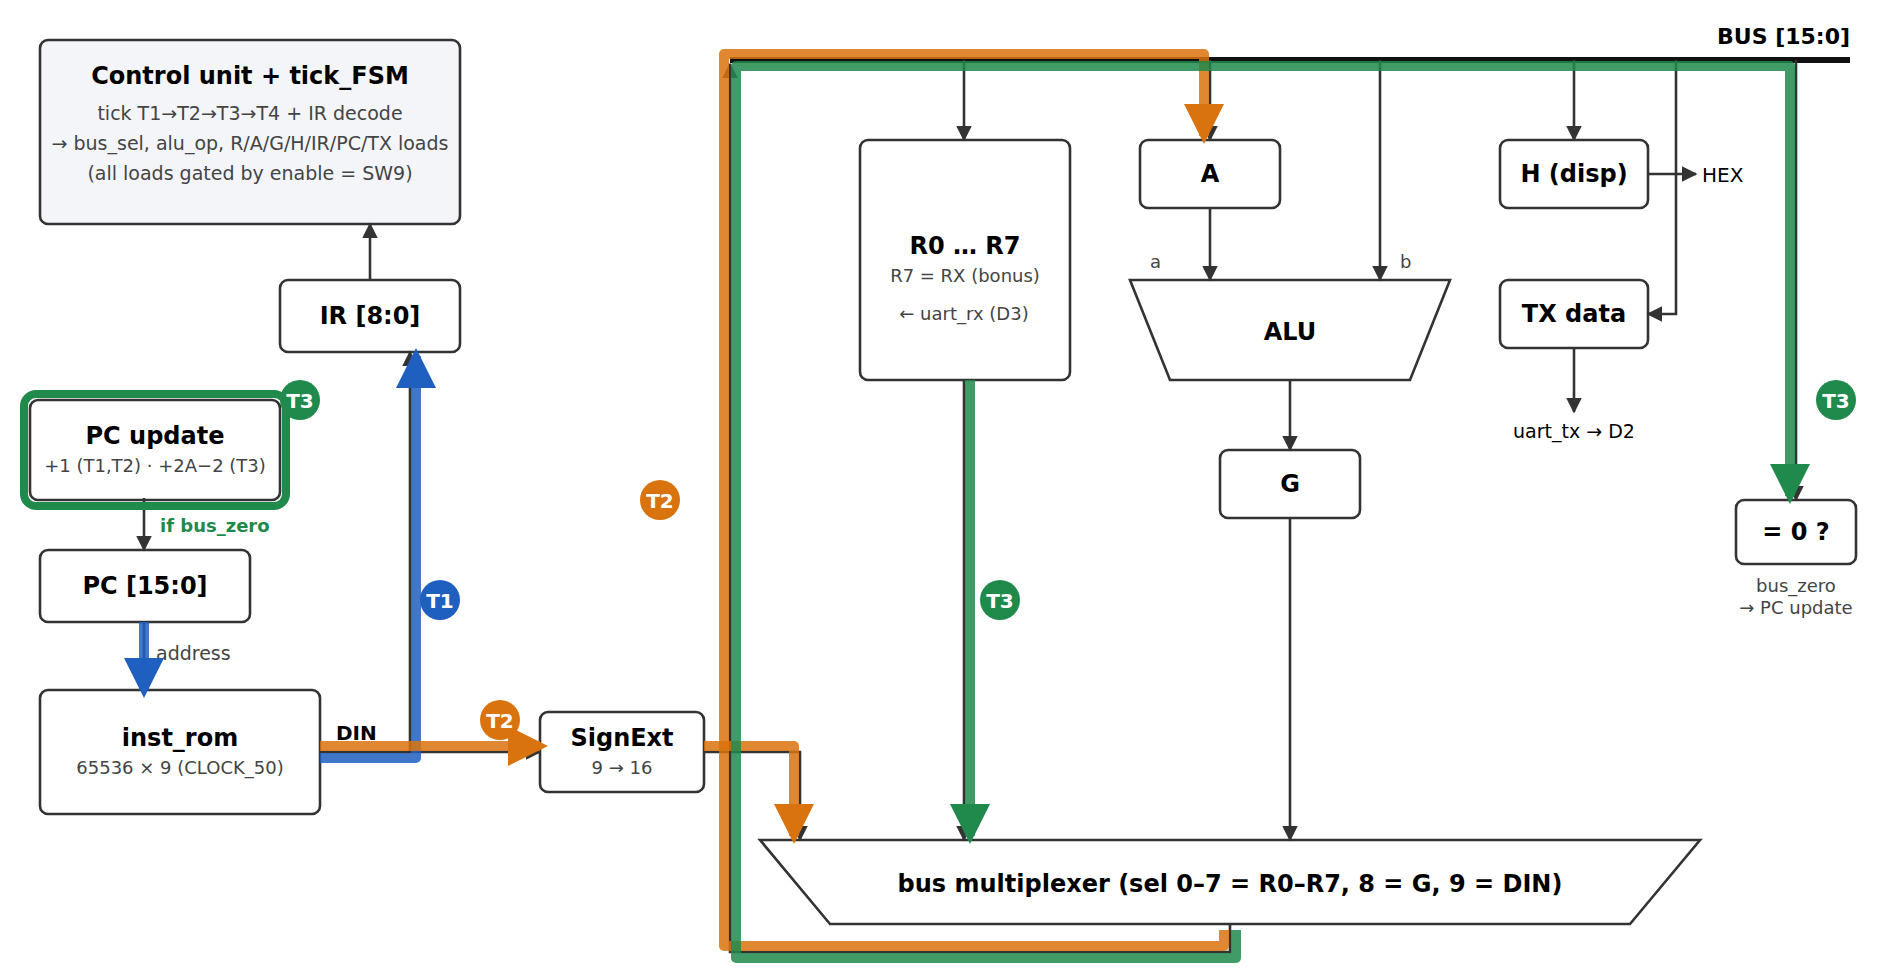 BUS [15:0]
Control unit + tick_FSM
tick T1→T2→T3→T4 + IR decode
→ bus_sel, alu_op, R/A/G/H/IR/PC/TX loads
(all loads gated by enable = SW9)
A
H (disp)
HEX
R0 … R7
R7 = RX (bonus)
← uart_rx (D3)
a
b
IR [8:0]
TX data
ALU
T3
T3
PC update
+1 (T1,T2) · +2A−2 (T3)
uart_tx → D2
G
T2
if bus_zero
= 0 ?
PC [15:0]
bus_zero
→ PC update
T1
T3
address
T2
DIN
inst_rom
65536 × 9 (CLOCK_50)
SignExt
9 → 16
bus multiplexer (sel 0–7 = R0–R7, 8 = G, 9 = DIN)